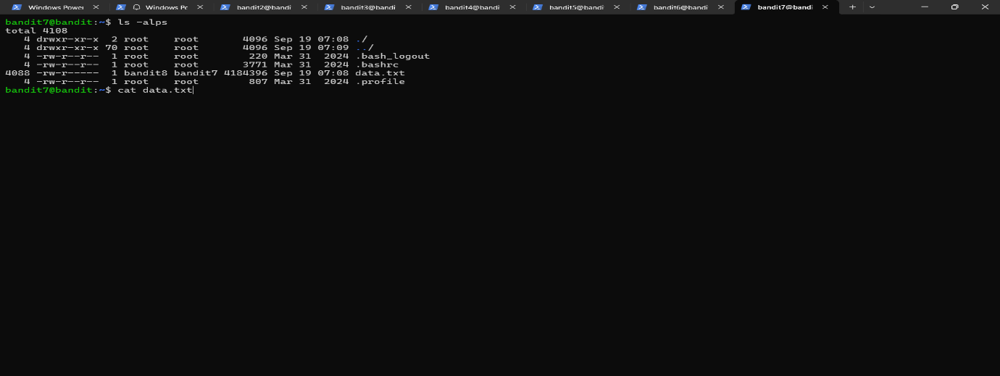 Windows Power
Windows Pc
bandit2@bandi
bandit3@bandi
bandit4@bandi
bandit5@bandi
bandit6@bandi
bandit7@bandi
bandit7@bandit:~$ ls -alps
total 4108
   4 drwxr-xr-x  2 root    root       4096 Sep 19 07:08 ./
   4 drwxr-xr-x 70 root    root       4096 Sep 19 07:09 ../
   4 -rw-r--r--  1 root    root        220 Mar 31  2024 .bash_logout
   4 -rw-r--r--  1 root    root       3771 Mar 31  2024 .bashrc
4088 -rw-r-----  1 bandit8 bandit7 4184396 Sep 19 07:08 data.txt
   4 -rw-r--r--  1 root    root        807 Mar 31  2024 .profile
bandit7@bandit:~$ cat data.txt